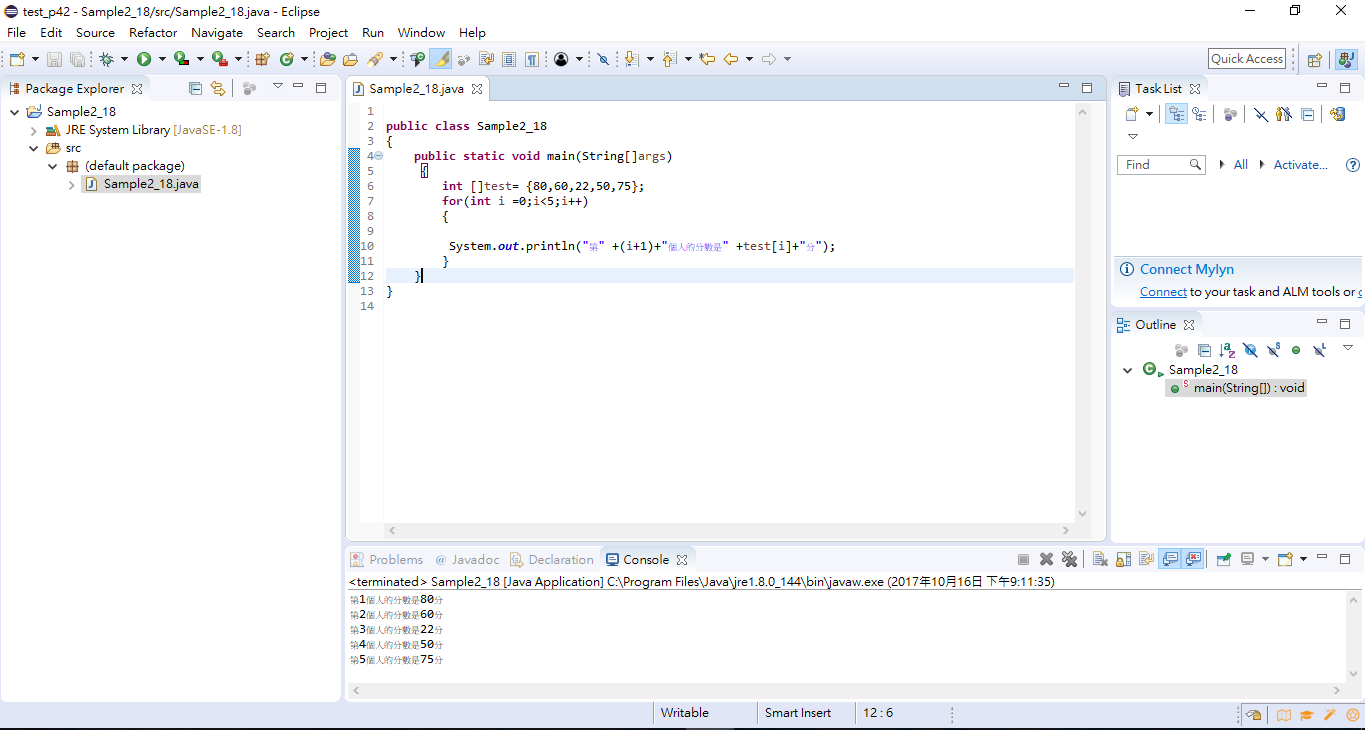 test_p42 - Sample2_18/src/Sample2_18.java - Eclipse
File Edit Source Refactor Navigate Search Project Run Window Help
Quick Access
Package Explorer
Sample2_18
JRE System Library [JavaSE-1.8]
src
(default package)
Sample2_18.java
Sample2_18.java
1
2 public class Sample2_18
3 {
4 public static void main(String[]args)
5 {
6 int []test= {80,60,22,50,75};
7 for(int i =0;i<5;i++)
8 {
9
10 System.out.println("第" +(i+1)+"個人的分數是" +test[i]+"分");
11 }
12 }
13 }
14
Task List
Find All Activate...
Connect Mylyn
Connect to your task and ALM tools or
Outline
Sample2_18
main(String[]) : void
Problems @ Javadoc Declaration Console
<terminated> Sample2_18 [Java Application] C:\Program Files\Java\jre1.8.0_144\bin\javaw.exe (2017年10月16日 下午9:11:35)
第1個人的分數是80分
第2個人的分數是60分
第3個人的分數是22分
第4個人的分數是50分
第5個人的分數是75分
Writable Smart Insert 12 : 6